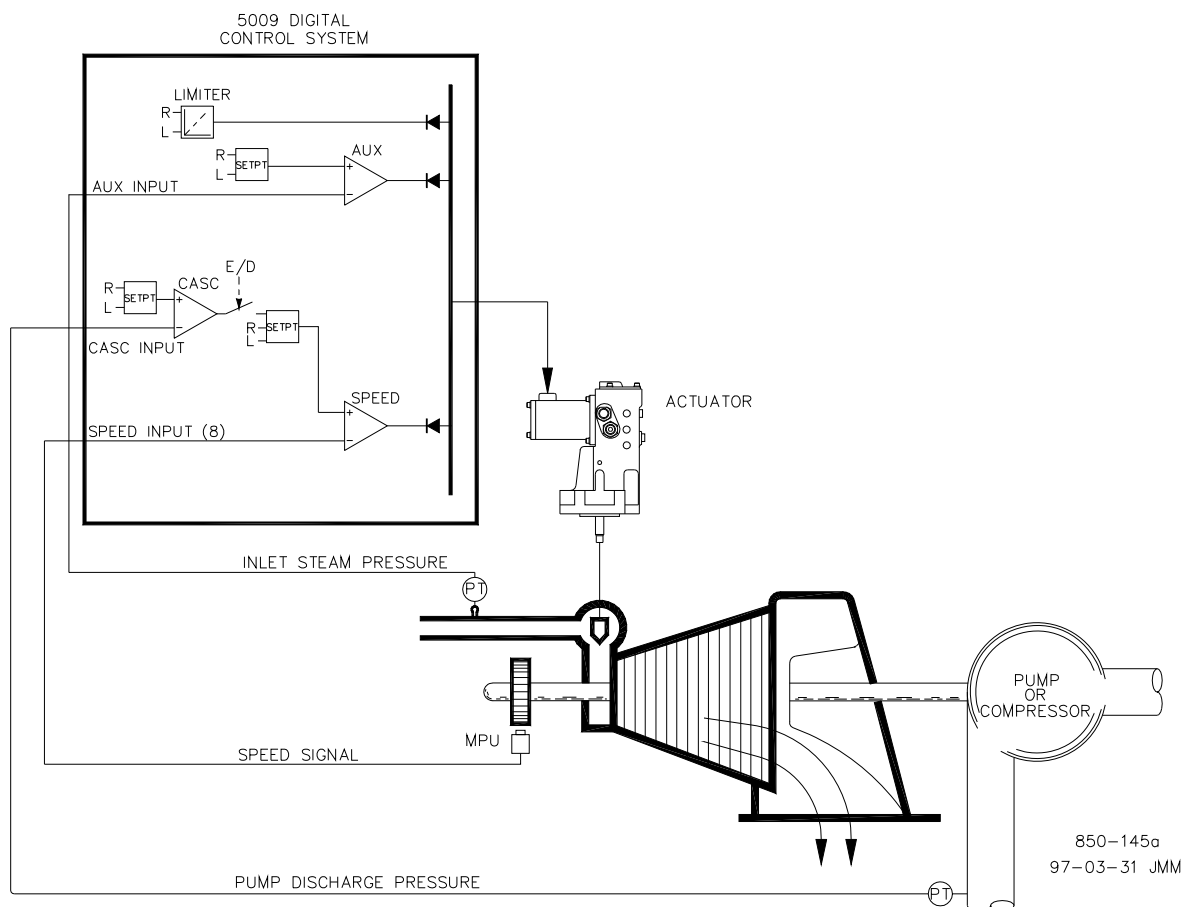 5009 DIGITAL
CONTROL SYSTEM
LIMITER
R
L
AUX
R
SETPT
L
+
−
AUX INPUT
E/D
CASC
R
SETPT
L
+
−
R
SETPT
L
CASC INPUT
SPEED
+
−
SPEED INPUT (8)
ACTUATOR
INLET STEAM PRESSURE
PT
PUMP
OR
COMPRESSOR
MPU
SPEED SIGNAL
850-145a
97-03-31 JMM
PUMP DISCHARGE PRESSURE
PT